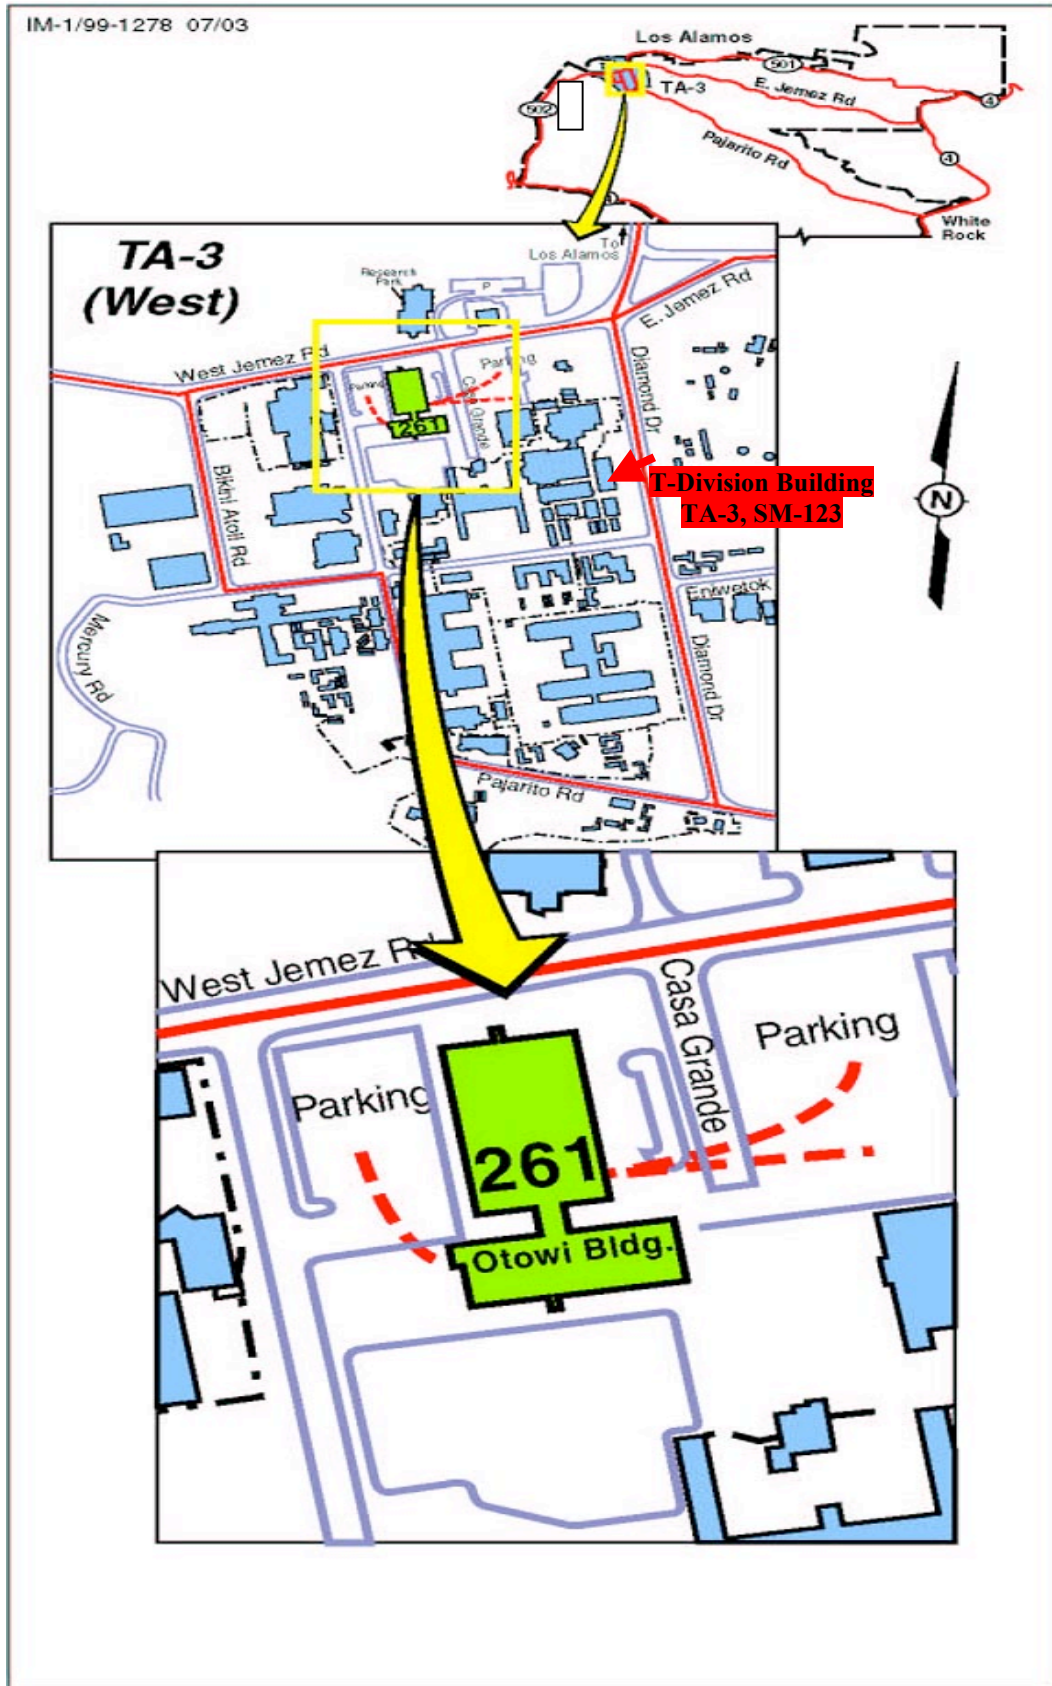 IM-1/99-1278 07/03
Los Alamos
501
TA-3
E. Jemez Rd
4
502
Pajarito Rd
4
4
White
Rock
TA-3
(West)
To
Los Alamos
Research
Park
P
E. Jemez Rd
West Jemez Rd
Parking
Parking
Casa Grande
261
Diamond Dr
Bikini Atoll Rd
T-Division Building
TA-3, SM-123
N
Eniwetok
Mercury Rd
Diamond Dr
Pajarito Rd
West Jemez Rd
Casa Grande
Parking
Parking
261
Otowi Bldg.